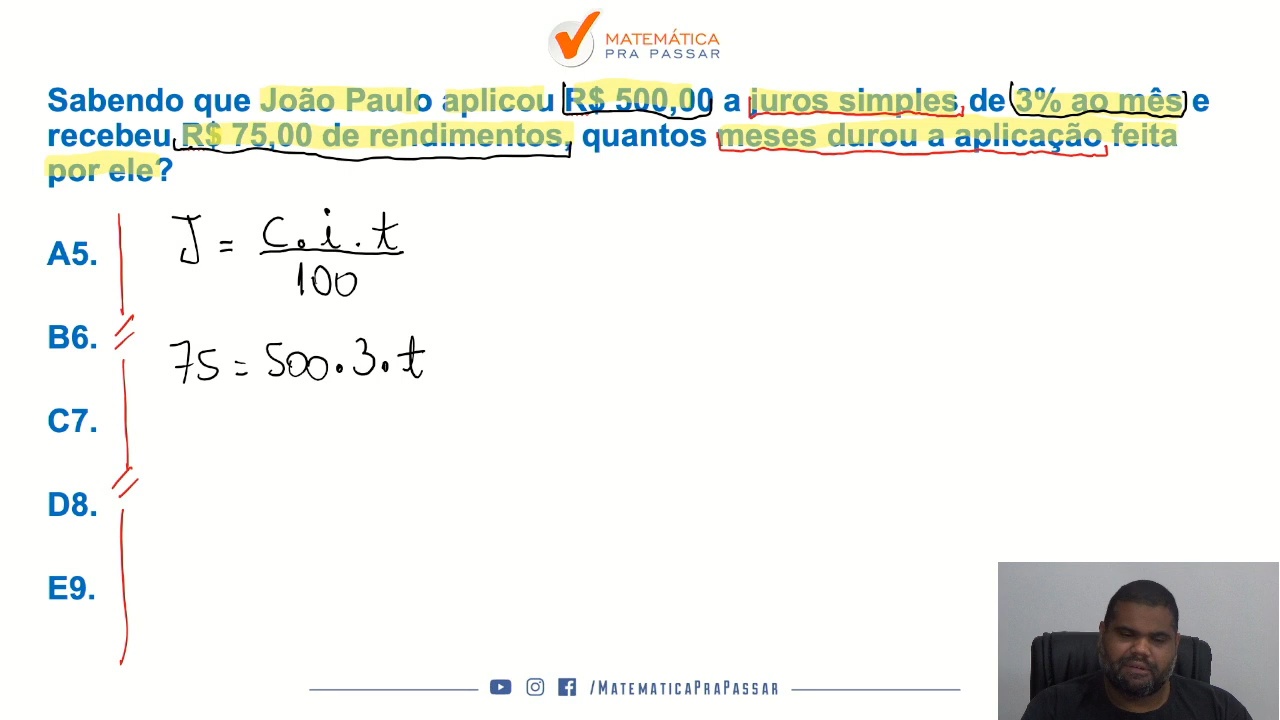 MATEMÁTICA
PRA PASSAR
Sabendo que João Paulo aplicou R$ 500,00 a juros simples de 3% ao mês e
recebeu R$ 75,00 de rendimentos, quantos meses durou a aplicação feita
por ele?
A5.
B6.
C7.
D8.
E9.
J = C.i.t
100
75 = 500.3.t
/MATEMATICAPRAPASSAR